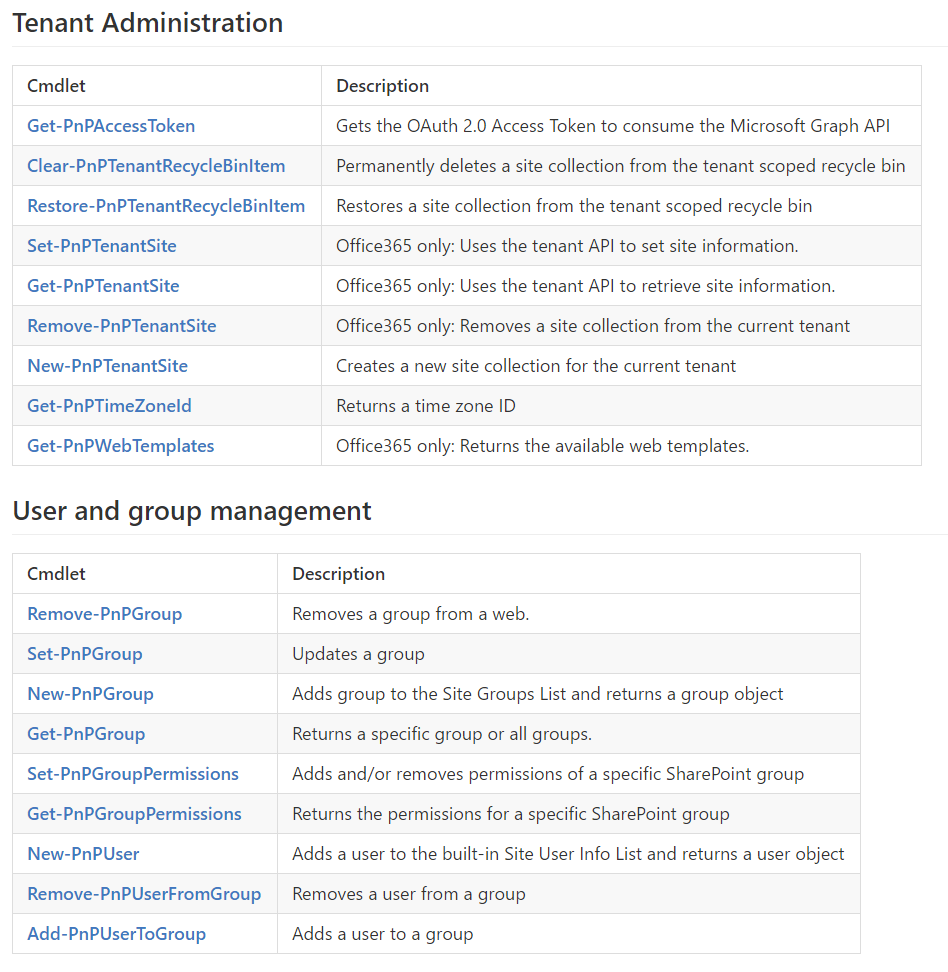 Tenant Administration
Cmdlet Description
Get-PnPAccessToken Gets the OAuth 2.0 Access Token to consume the Microsoft Graph API
Clear-PnPTenantRecycleBinItem Permanently deletes a site collection from the tenant scoped recycle bin
Restore-PnPTenantRecycleBinItem Restores a site collection from the tenant scoped recycle bin
Set-PnPTenantSite Office365 only: Uses the tenant API to set site information.
Get-PnPTenantSite Office365 only: Uses the tenant API to retrieve site information.
Remove-PnPTenantSite Office365 only: Removes a site collection from the current tenant
New-PnPTenantSite Creates a new site collection for the current tenant
Get-PnPTimeZoneId Returns a time zone ID
Get-PnPWebTemplates Office365 only: Returns the available web templates.
User and group management
Cmdlet Description
Remove-PnPGroup Removes a group from a web.
Set-PnPGroup Updates a group
New-PnPGroup Adds group to the Site Groups List and returns a group object
Get-PnPGroup Returns a specific group or all groups.
Set-PnPGroupPermissions Adds and/or removes permissions of a specific SharePoint group
Get-PnPGroupPermissions Returns the permissions for a specific SharePoint group
New-PnPUser Adds a user to the built-in Site User Info List and returns a user object
Remove-PnPUserFromGroup Removes a user from a group
Add-PnPUserToGroup Adds a user to a group